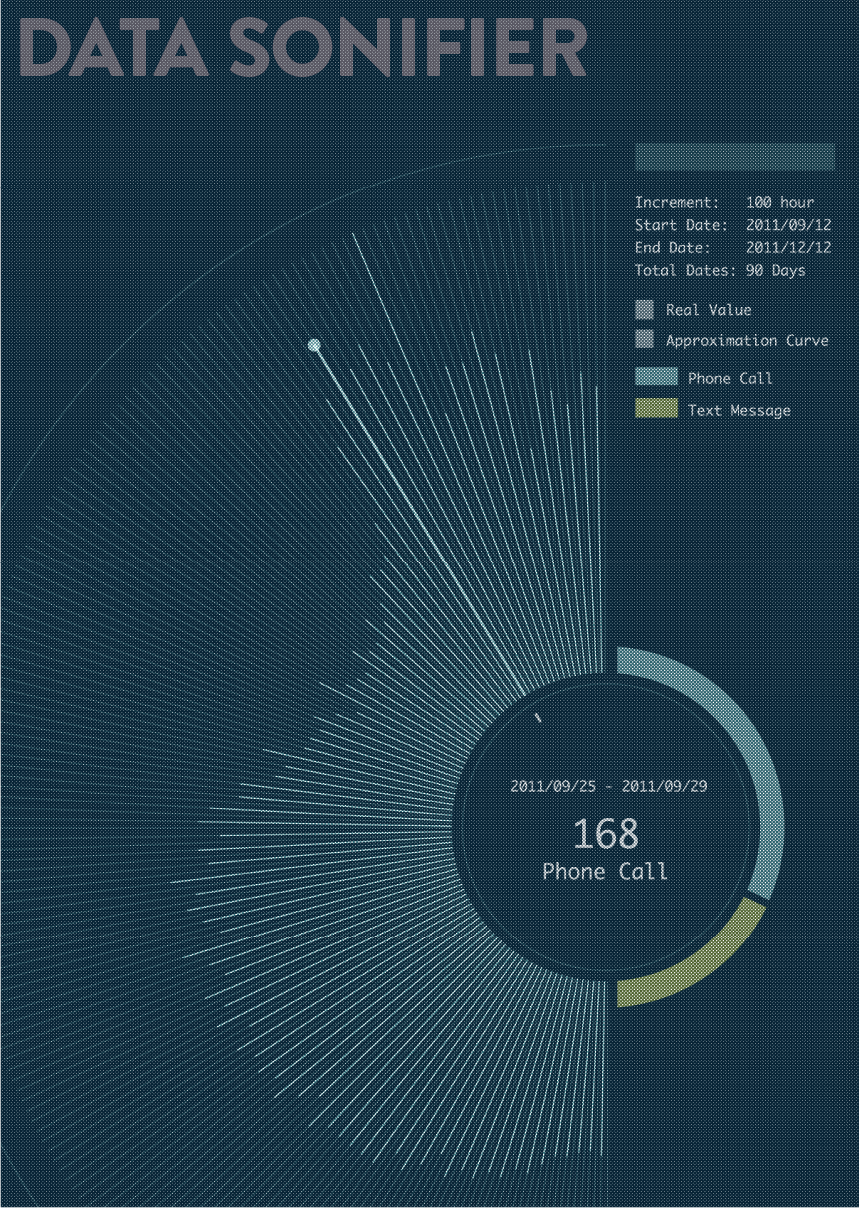 DATA SONIFIER
Increment: 100 hour
Start Date: 2011/09/12
End Date: 2011/12/12
Total Dates: 90 Days
Real Value
Approximation Curve
Phone Call
Text Message
2011/09/25 - 2011/09/29
168
Phone Call